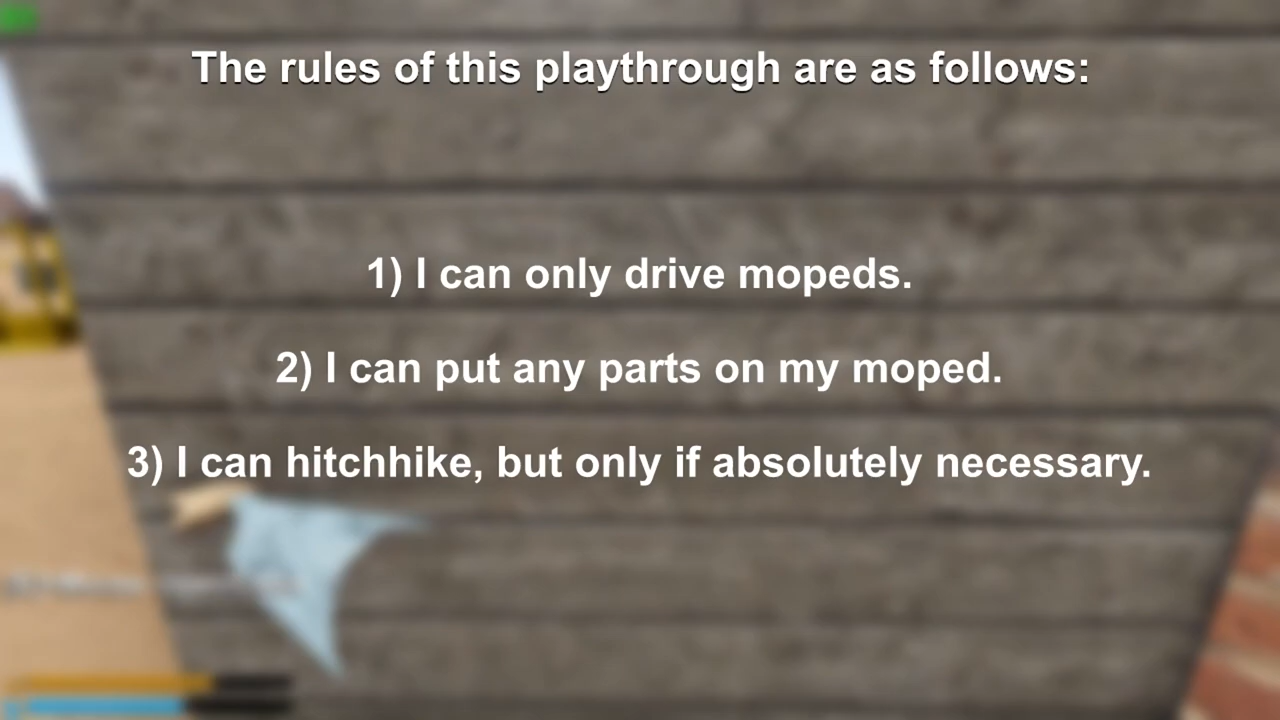 The rules of this playthrough are as follows:
1) I can only drive mopeds.
2) I can put any parts on my moped.
3) I can hitchhike, but only if absolutely necessary.